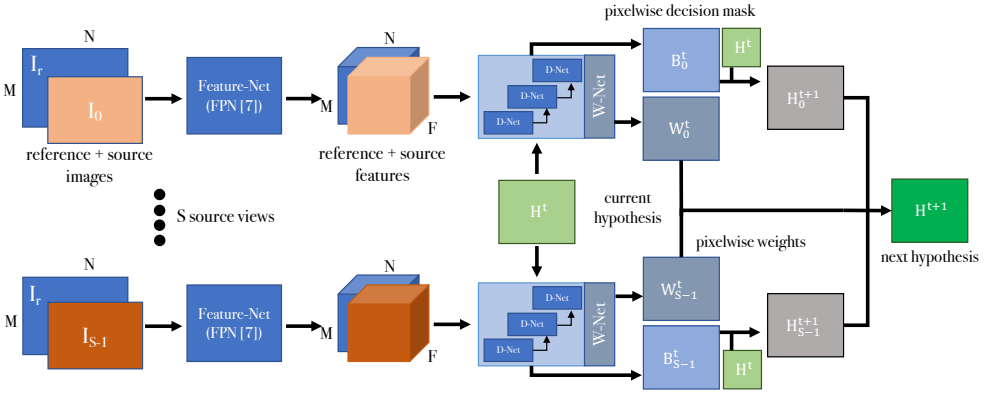 pixelwise decision mask
N
I_r
M
I_0
reference + source
images
Feature-Net
(FPN [7])
N
M
F
reference + source
features
D-Net
D-Net
D-Net
W-Net
B_0^t
H^t
W_0^t
H_0^{t+1}
S source views
H^t
current
hypothesis
H^{t+1}
next hypothesis
pixelwise weights
N
I_r
M
I_{S-1}
Feature-Net
(FPN [7])
N
M
F
D-Net
D-Net
D-Net
W-Net
W_{S-1}^t
B_{S-1}^t
H^t
H_{S-1}^{t+1}